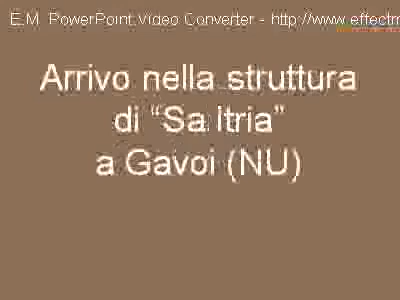 E.M. PowerPoint Video Converter - http://www.effectm
Arrivo nella struttura
di “Sa Itria”
a Gavoi (NU)